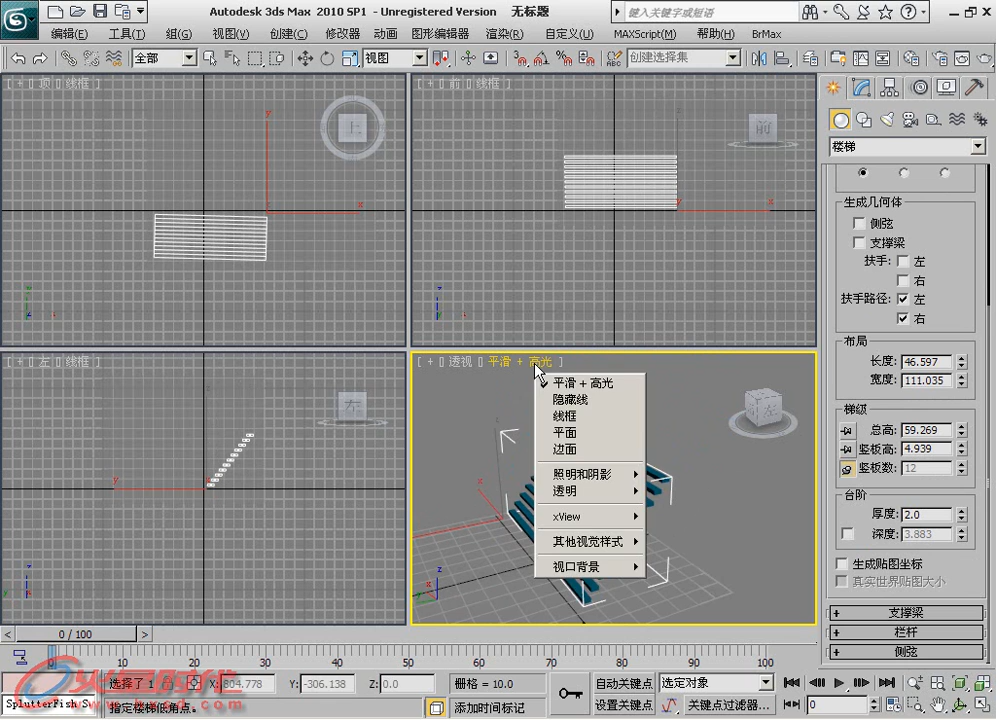 Autodesk 3ds Max 2010 SP1 - Unregistered Version 无标题
键入关键字或短语
编辑(E) 工具(T) 组(G) 视图(V) 创建(C) 修改器 动画 图形编辑器 渲染(R) 自定义(U) MAXScript(M) 帮助(H) BrMax
全部 视图 创建选择集
[ + [] 顶 [] 线框 ]
上
y
x
[ + [] 前 [] 线框 ]
前
x
[ + [] 左 [] 线框 ]
左
y
[ + [] 透视 [] 平滑 + 高光 ]
左
平滑 + 高光
隐藏线
线框
平面
边面
照明和阴影
透明
xView
其他视觉样式
视口背景
x
z
楼梯
生成几何体
侧弦
支撑梁
扶手: 左
右
扶手路径: 左
右
布局
长度: 46.597
宽度: 111.035
梯级
总高: 59.269
竖板高: 4.939
竖板数: 12
台阶
厚度: 2.0
深度: 3.883
生成贴图坐标
真实世界贴图大小
+ 支撑梁
+ 栏杆
+ 侧弦
< 0 / 100 >
0 10 20 30 40 50 60 70 80 90 100
选择了 1 X: 804.778 Y: -306.138 Z: 0.0 栅格 = 10.0 自动关键点 选定对象
SplutterFish Sv 指定楼梯低角点。 添加时间标记 设置关键点 关键点过滤器... 0